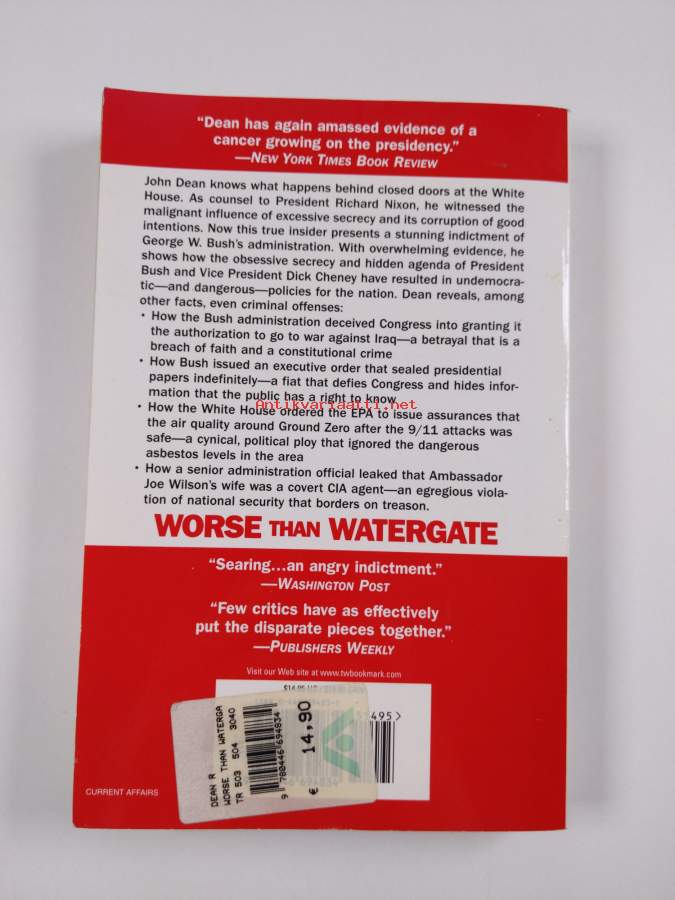 “Dean has again amassed evidence of a
cancer growing on the presidency.”
—NEW YORK TIMES BOOK REVIEW
John Dean knows what happens behind closed doors at the White
House. As counsel to President Richard Nixon, he witnessed the
malignant influence of excessive secrecy and its corruption of good
intentions. Now this true insider presents a stunning indictment of
George W. Bush’s administration. With overwhelming evidence, he
shows how the obsessive secrecy and hidden agenda of President
Bush and Vice President Dick Cheney have resulted in undemocra-
tic—and dangerous—policies for the nation. Dean reveals, among
other facts, even criminal offenses:
• How the Bush administration deceived Congress into granting it
the authorization to go to war against Iraq—a betrayal that is a
breach of faith and a constitutional crime
• How Bush issued an executive order that sealed presidential
papers indefinitely—a fiat that defies Congress and hides infor-
mation that the public has a right to know
Antikvariaatti.net
• How the White House ordered the EPA to issue assurances that
the air quality around Ground Zero after the 9/11 attacks was
safe—a cynical, political ploy that ignored the dangerous
asbestos levels in the area
• How a senior administration official leaked that Ambassador
Joe Wilson’s wife was a covert CIA agent—an egregious viola-
tion of national security that borders on treason.
WORSE THAN WATERGATE
“Searing...an angry indictment.”
—WASHINGTON POST
“Few critics have as effectively
put the disparate pieces together.”
—PUBLISHERS WEEKLY
Visit our Web site at www.twbookmark.com
495>
DEAN R
WORSE THAN WATERGA
TR 503 504 3040
9 780446 694834
€ 14,90
CURRENT AFFAIRS